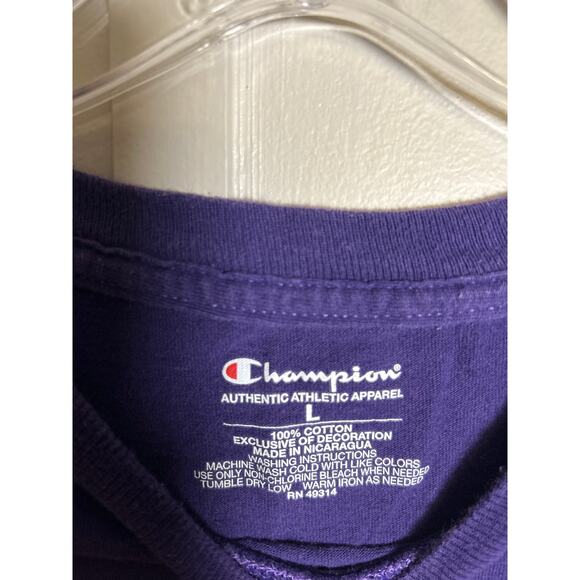 Champion
AUTHENTIC ATHLETIC APPAREL
L
100% COTTON
EXCLUSIVE OF DECORATION
MADE IN NICARAGUA
WASHING INSTRUCTIONS
MACHINE WASH COLD WITH LIKE COLORS
USE ONLY NON-CHLORINE BLEACH WHEN NEEDED
TUMBLE DRY LOW WARM IRON AS NEEDED
RN 49314